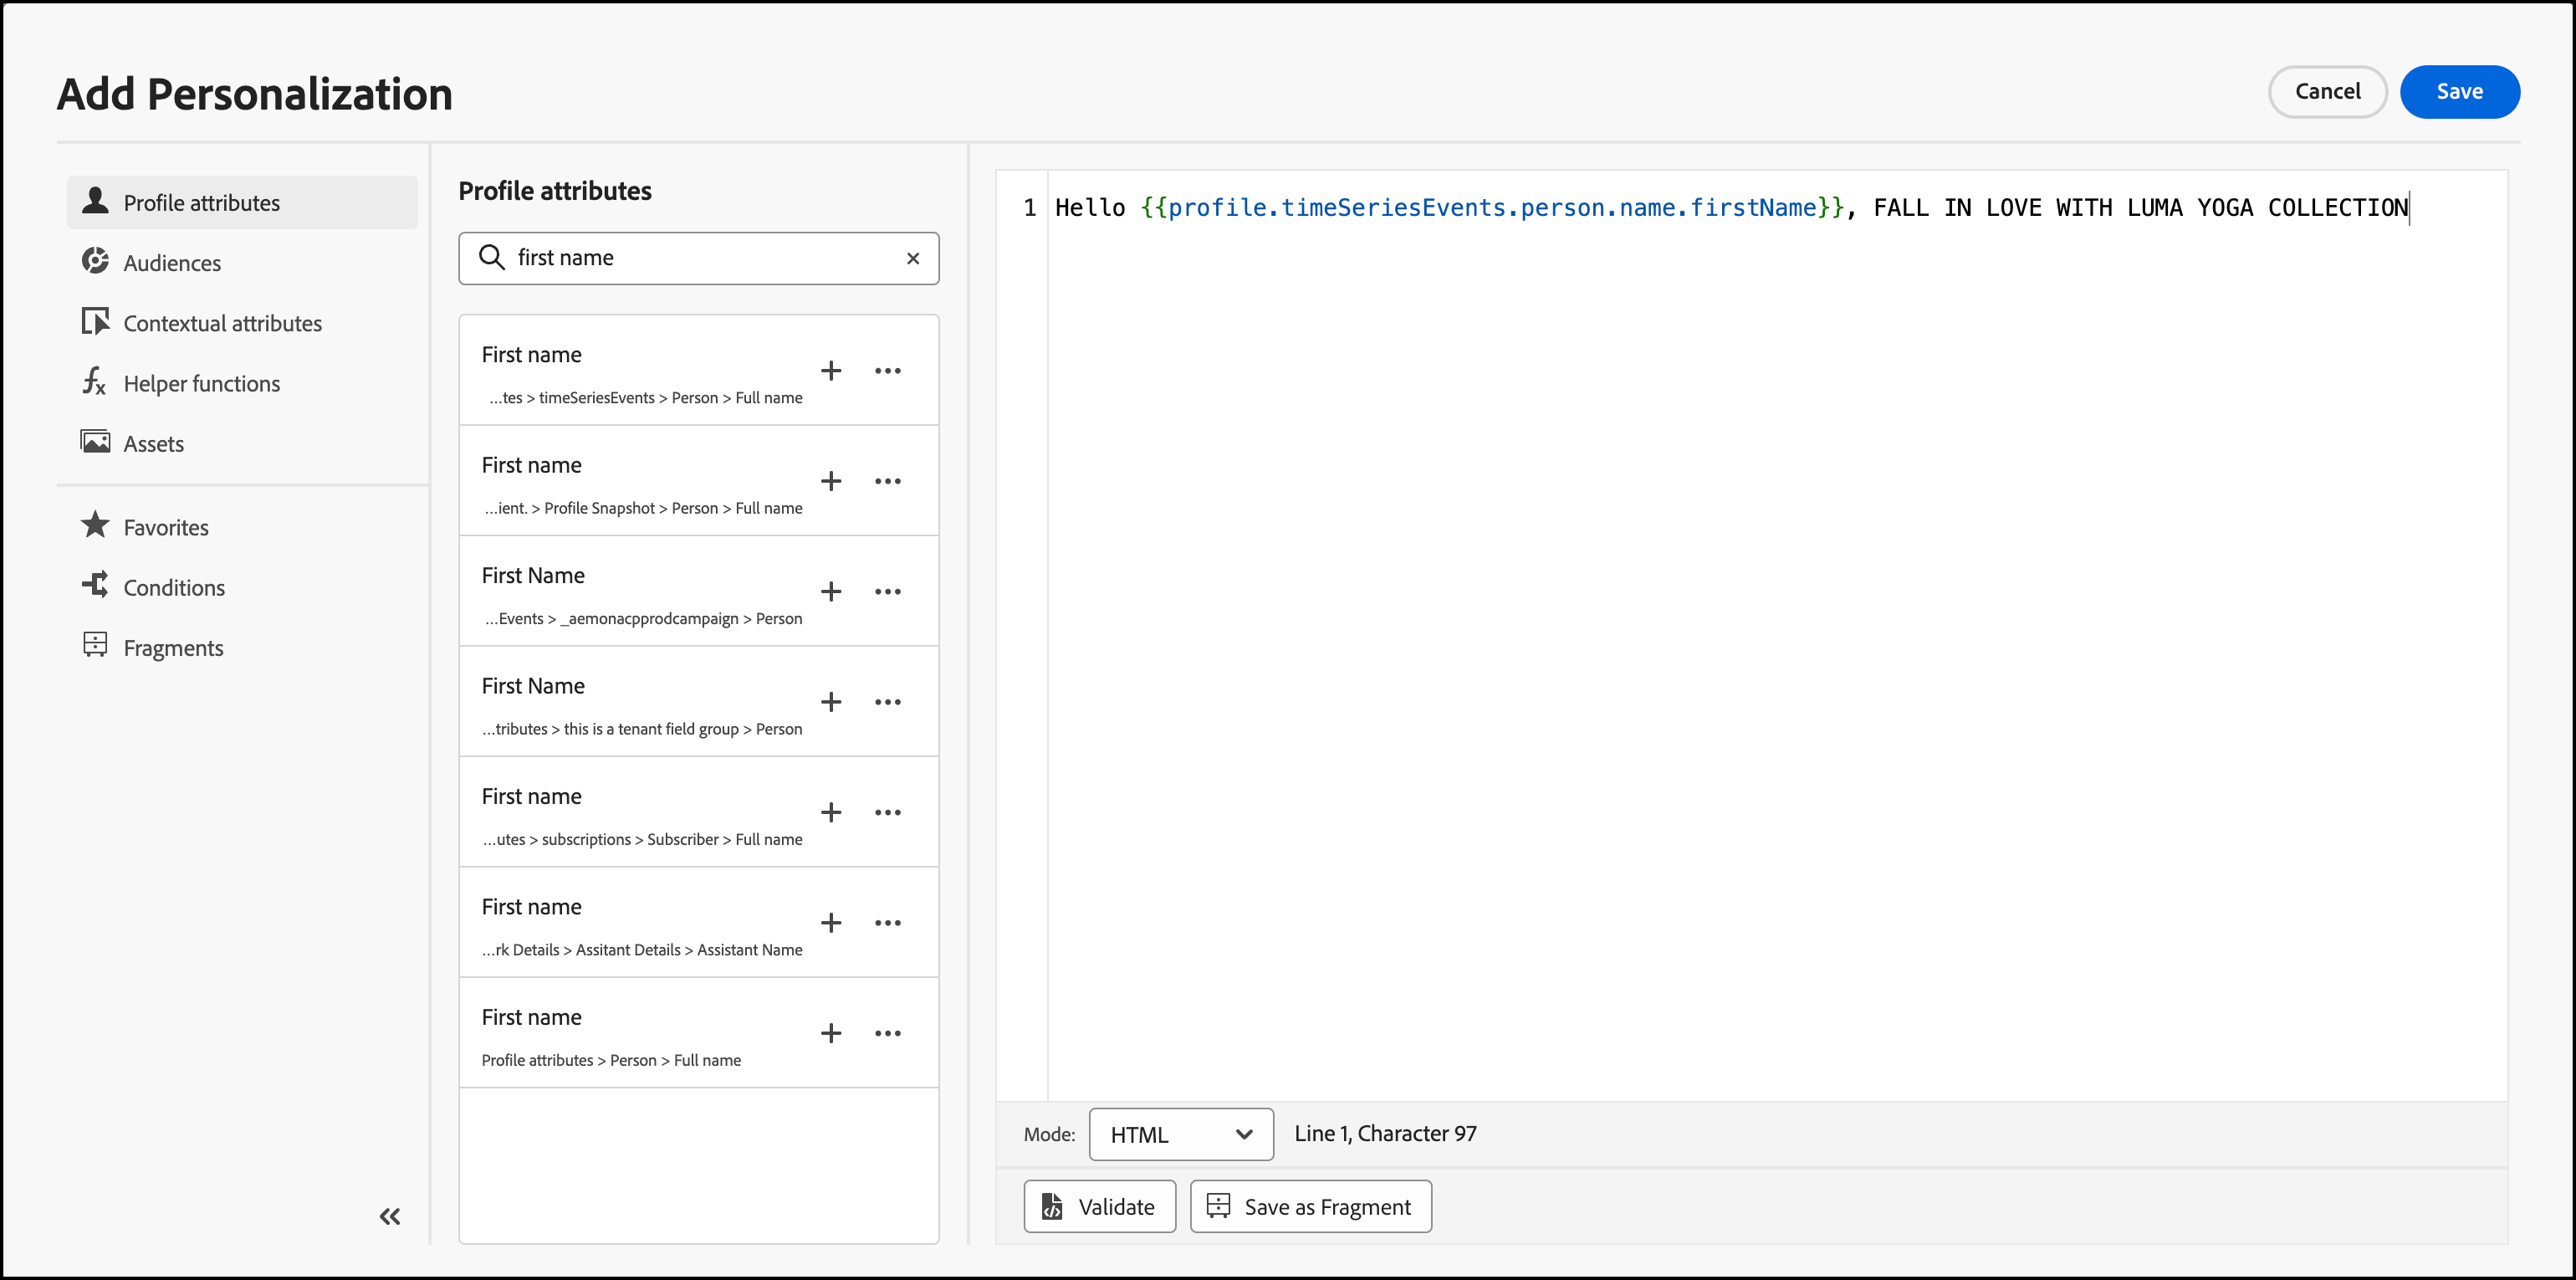 Add Personalization
Cancel
Save
Profile attributes
Audiences
Contextual attributes
Helper functions
Assets
Favorites
Conditions
Fragments
Profile attributes
first name
First name
...tes > timeSeriesEvents > Person > Full name
First name
...ient. > Profile Snapshot > Person > Full name
First Name
...Events > _aemonacpprodcampaign > Person
First Name
...tributes > this is a tenant field group > Person
First name
...utes > subscriptions > Subscriber > Full name
First name
...rk Details > Assitant Details > Assistant Name
First name
Profile attributes > Person > Full name
1 Hello {{profile.timeSeriesEvents.person.name.firstName}}, FALL IN LOVE WITH LUMA YOGA COLLECTION
Mode: HTML Line 1, Character 97
Validate
Save as Fragment